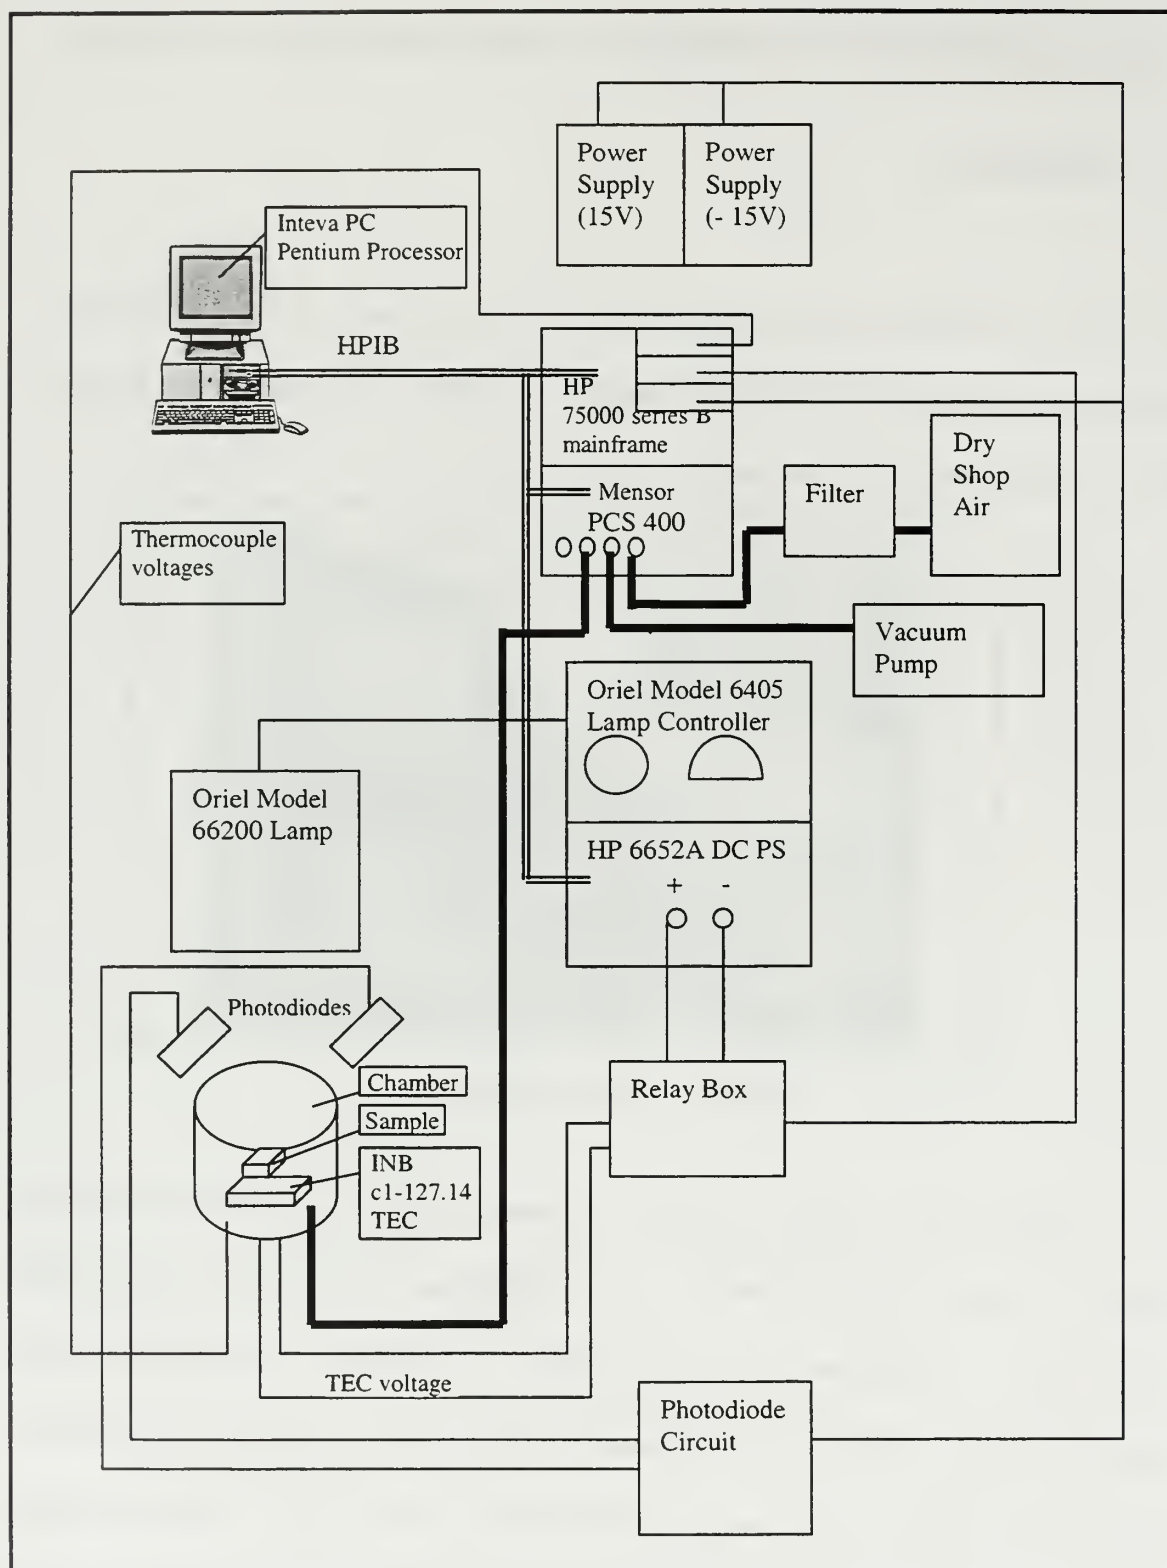 Power
Supply
(15V)
Power
Supply
(- 15V)
Inteva PC
Pentium Processor
HPIB
HP
75000 series B
mainframe
Dry
Shop
Air
Filter
Mensor
PCS 400
Thermocouple
voltages
Vacuum
Pump
Oriel Model 6405
Lamp Controller
Oriel Model
66200 Lamp
HP 6652A DC PS
+ -
Photodiodes
Chamber
Sample
Relay Box
INB
c1-127.14
TEC
TEC voltage
Photodiode
Circuit